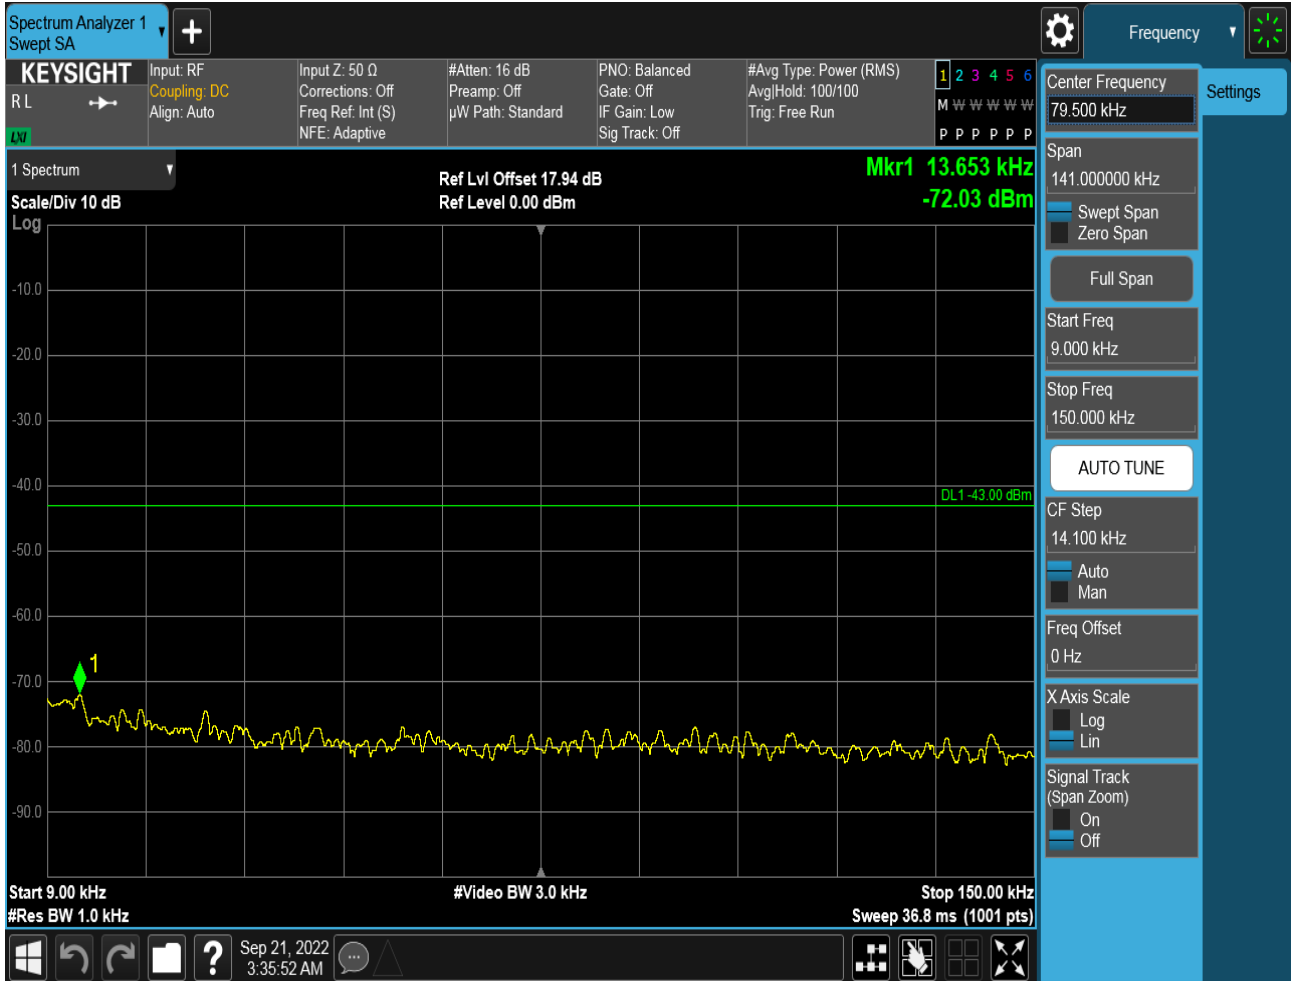 Spectrum Analyzer 1
Swept SA
+
Frequency
KEYSIGHT
R L
LXI
Input: RF
Coupling: DC
Align: Auto
Input Z: 50 Ω
Corrections: Off
Freq Ref: Int (S)
NFE: Adaptive
#Atten: 16 dB
Preamp: Off
µW Path: Standard
PNO: Balanced
Gate: Off
IF Gain: Low
Sig Track: Off
#Avg Type: Power (RMS)
Avg|Hold: 100/100
Trig: Free Run
1 2 3 4 5 6
M W W W W W
P P P P P P
1 Spectrum
Scale/Div 10 dB
Log
Ref Lvl Offset 17.94 dB
Ref Level 0.00 dBm
Mkr1 13.653 kHz
-72.03 dBm
-10.0
-20.0
-30.0
-40.0
DL1 -43.00 dBm
-50.0
-60.0
1
-70.0
-80.0
-90.0
Start 9.00 kHz
#Video BW 3.0 kHz
Stop 150.00 kHz
#Res BW 1.0 kHz
Sweep 36.8 ms (1001 pts)
?
Sep 21, 2022
3:35:52 AM
Center Frequency
79.500 kHz
Settings
Span
141.000000 kHz
Swept Span
Zero Span
Full Span
Start Freq
9.000 kHz
Stop Freq
150.000 kHz
AUTO TUNE
CF Step
14.100 kHz
Auto
Man
Freq Offset
0 Hz
X Axis Scale
Log
Lin
Signal Track
(Span Zoom)
On
Off